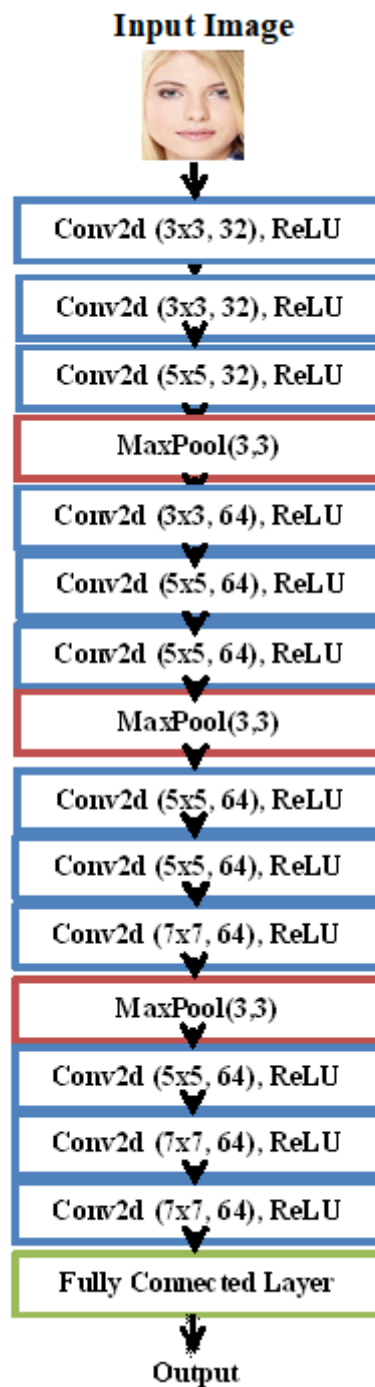 Input Image
Conv2d (3x3, 32), ReLU
Conv2d (3x3, 32), ReLU
Conv2d (5x5, 32), ReLU
MaxPool(3,3)
Conv2d (3x3, 64), ReLU
Conv2d (5x5, 64), ReLU
Conv2d (5x5, 64), ReLU
MaxPool(3,3)
Conv2d (5x5, 64), ReLU
Conv2d (5x5, 64), ReLU
Conv2d (7x7, 64), ReLU
MaxPool(3,3)
Conv2d (5x5, 64), ReLU
Conv2d (7x7, 64), ReLU
Conv2d (7x7, 64), ReLU
Fully Connected Layer
Output